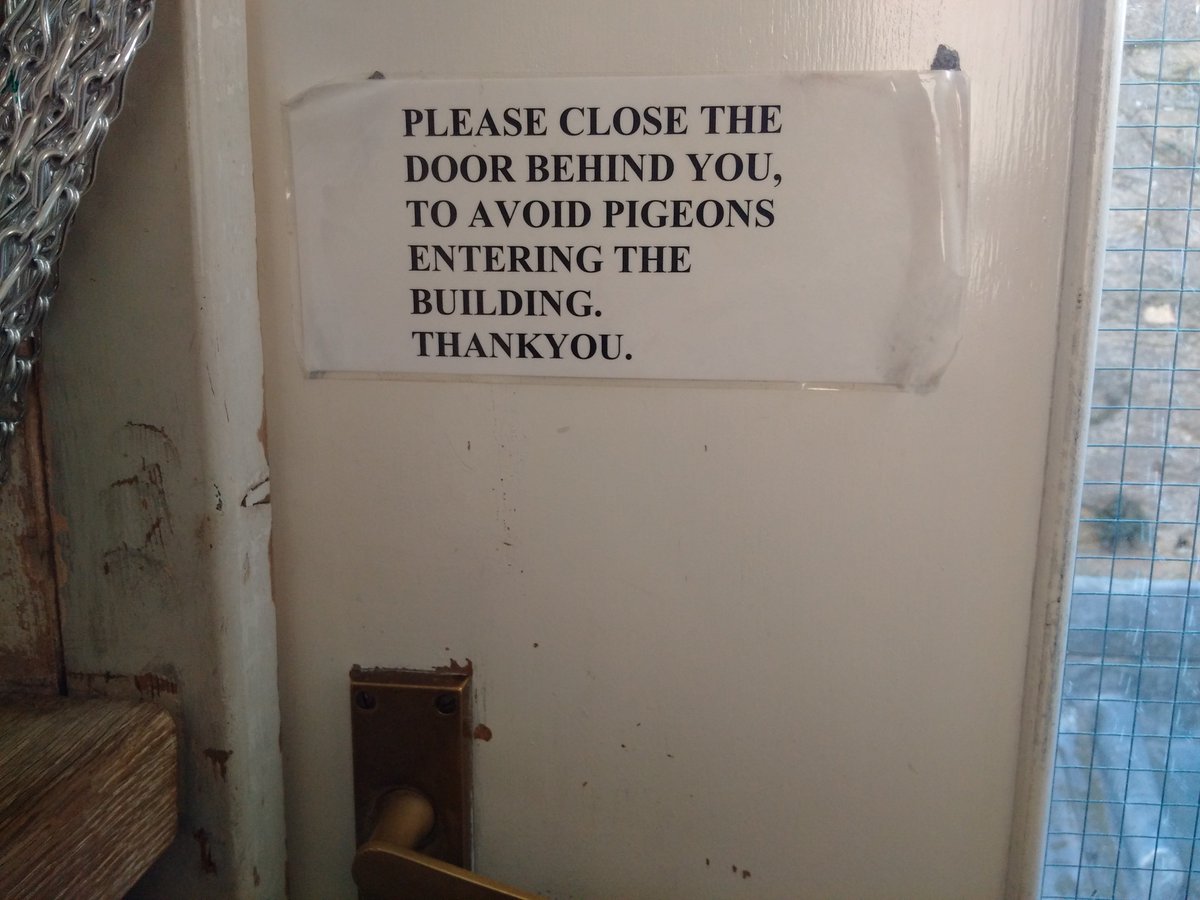 PLEASE CLOSE THE
DOOR BEHIND YOU,
TO AVOID PIGEONS
ENTERING THE
BUILDING.
THANKYOU.